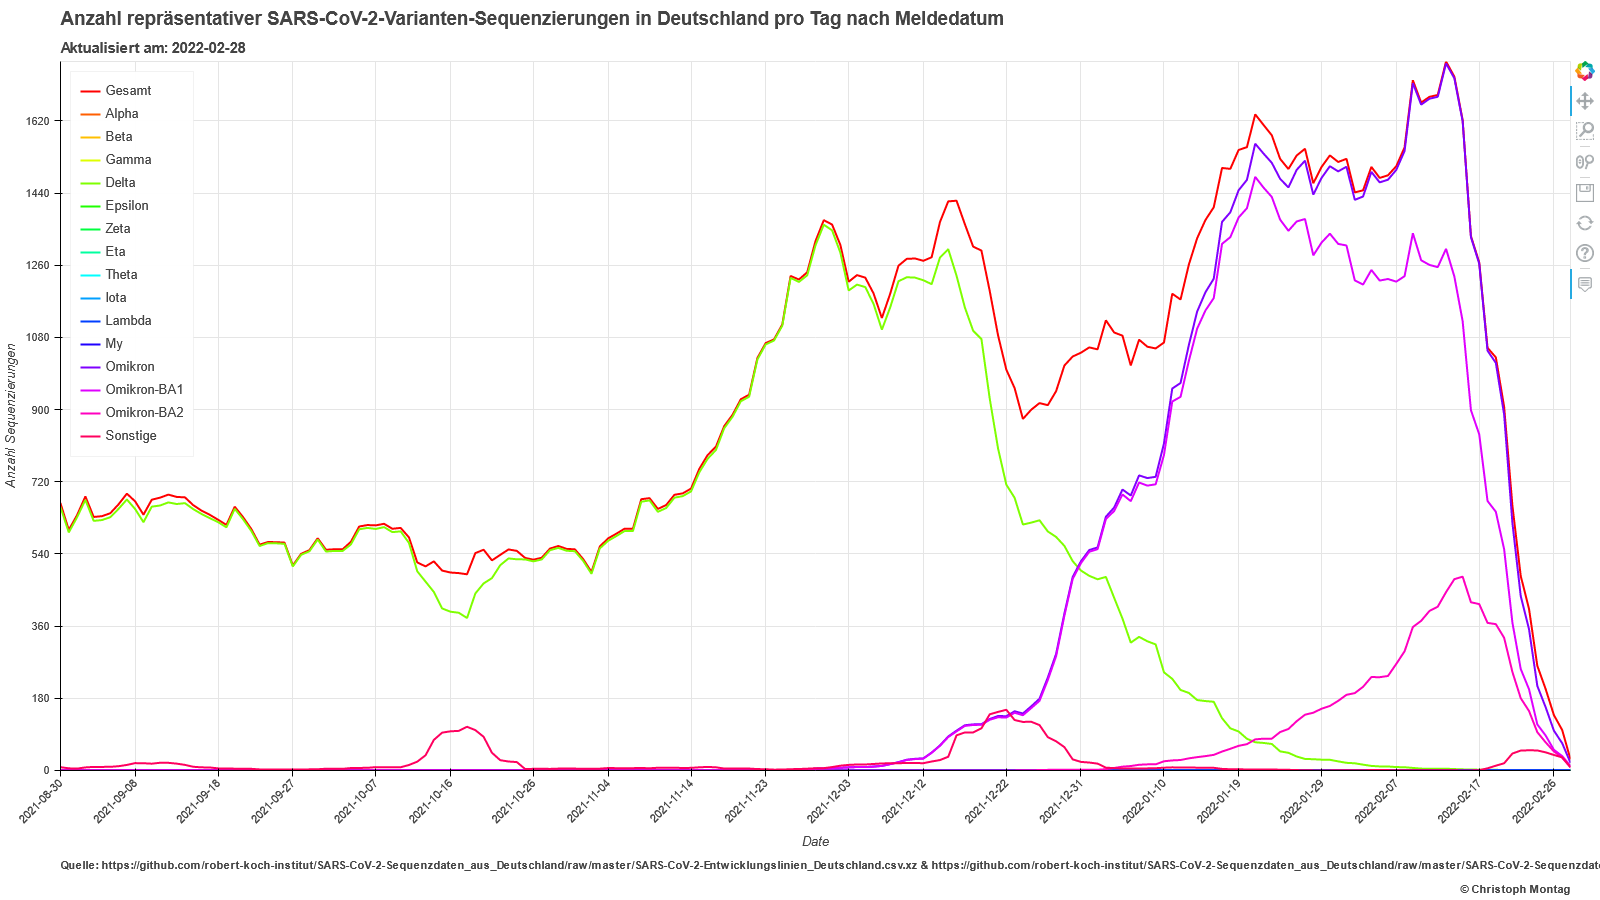 Anzahl repräsentativer SARS-CoV-2-Varianten-Sequenzierungen in Deutschland pro Tag nach Meldedatum
Aktualisiert am: 2022-02-28
Gesamt
Alpha
Beta
Gamma
Delta
Epsilon
Zeta
Eta
Theta
Iota
Lambda
My
Omikron
Omikron-BA1
Omikron-BA2
Sonstige
Anzahl Sequenzierungen
1620
1440
1260
1080
900
720
540
360
180
0
2021-08-30
2021-09-08
2021-09-18
2021-09-27
2021-10-07
2021-10-16
2021-10-26
2021-11-04
2021-11-14
2021-11-23
2021-12-03
2021-12-12
2021-12-22
2021-12-31
2022-01-10
2022-01-19
2022-01-29
2022-02-07
2022-02-17
2022-02-26
Date
Quelle: https://github.com/robert-koch-institut/SARS-CoV-2-Sequenzdaten_aus_Deutschland/raw/master/SARS-CoV-2-Entwicklungslinien_Deutschland.csv.xz & https://github.com/robert-koch-institut/SARS-CoV-2-Sequenzdaten_aus_Deutschland/raw/master/SARS-CoV-2-Sequenzdate
© Christoph Montag